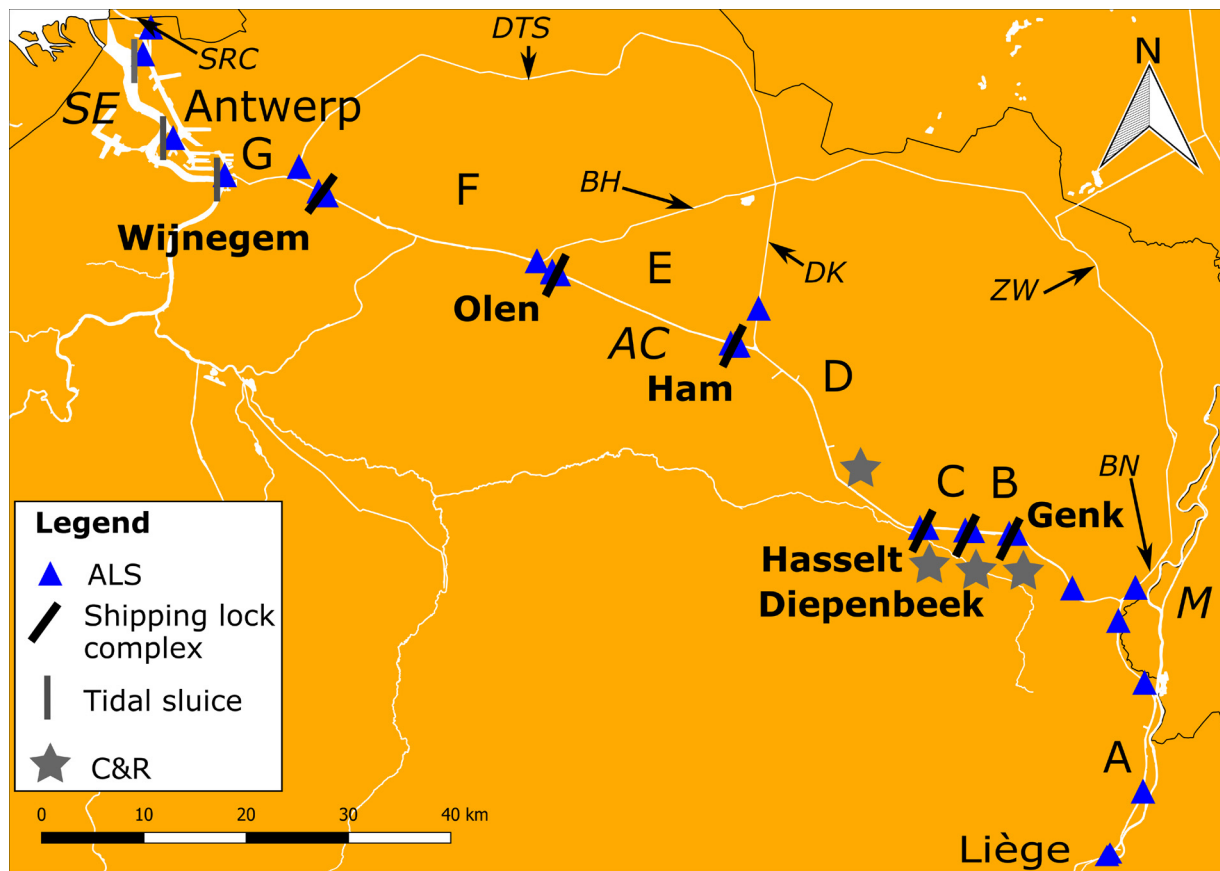 DTS
SRC
N
SE
Antwerp
G
F
BH
Wijnegem
E
DK
ZW
Olen
AC
Ham
D
C
B
BN
Genk
Hasselt
Diepenbeek
M
A
Liège
Legend
ALS
Shipping lock
complex
Tidal sluice
C&R
0 10 20 30 40 km